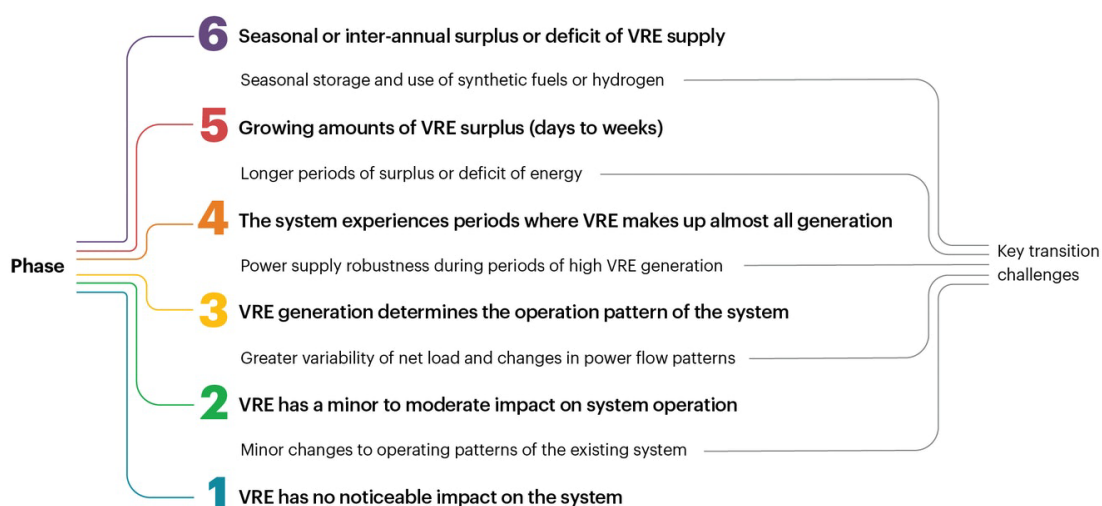 6 Seasonal or inter-annual surplus or deficit of VRE supply
Seasonal storage and use of synthetic fuels or hydrogen
5 Growing amounts of VRE surplus (days to weeks)
Longer periods of surplus or deficit of energy
4 The system experiences periods where VRE makes up almost all generation
Phase
Power supply robustness during periods of high VRE generation
Key transition
challenges
3 VRE generation determines the operation pattern of the system
Greater variability of net load and changes in power flow patterns
2 VRE has a minor to moderate impact on system operation
Minor changes to operating patterns of the existing system
1 VRE has no noticeable impact on the system